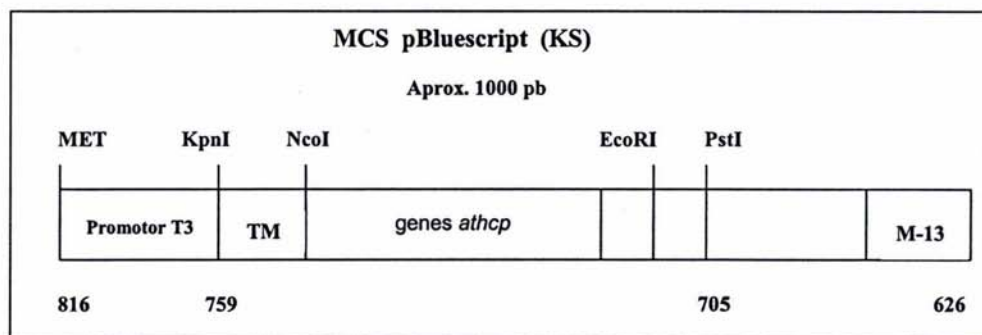 MCS pBluescript (KS)
Aprox. 1000 pb
MET KpnI NcoI EcoRI PstI
Promotor T3 TM genes athcp M-13
816 759 705 626